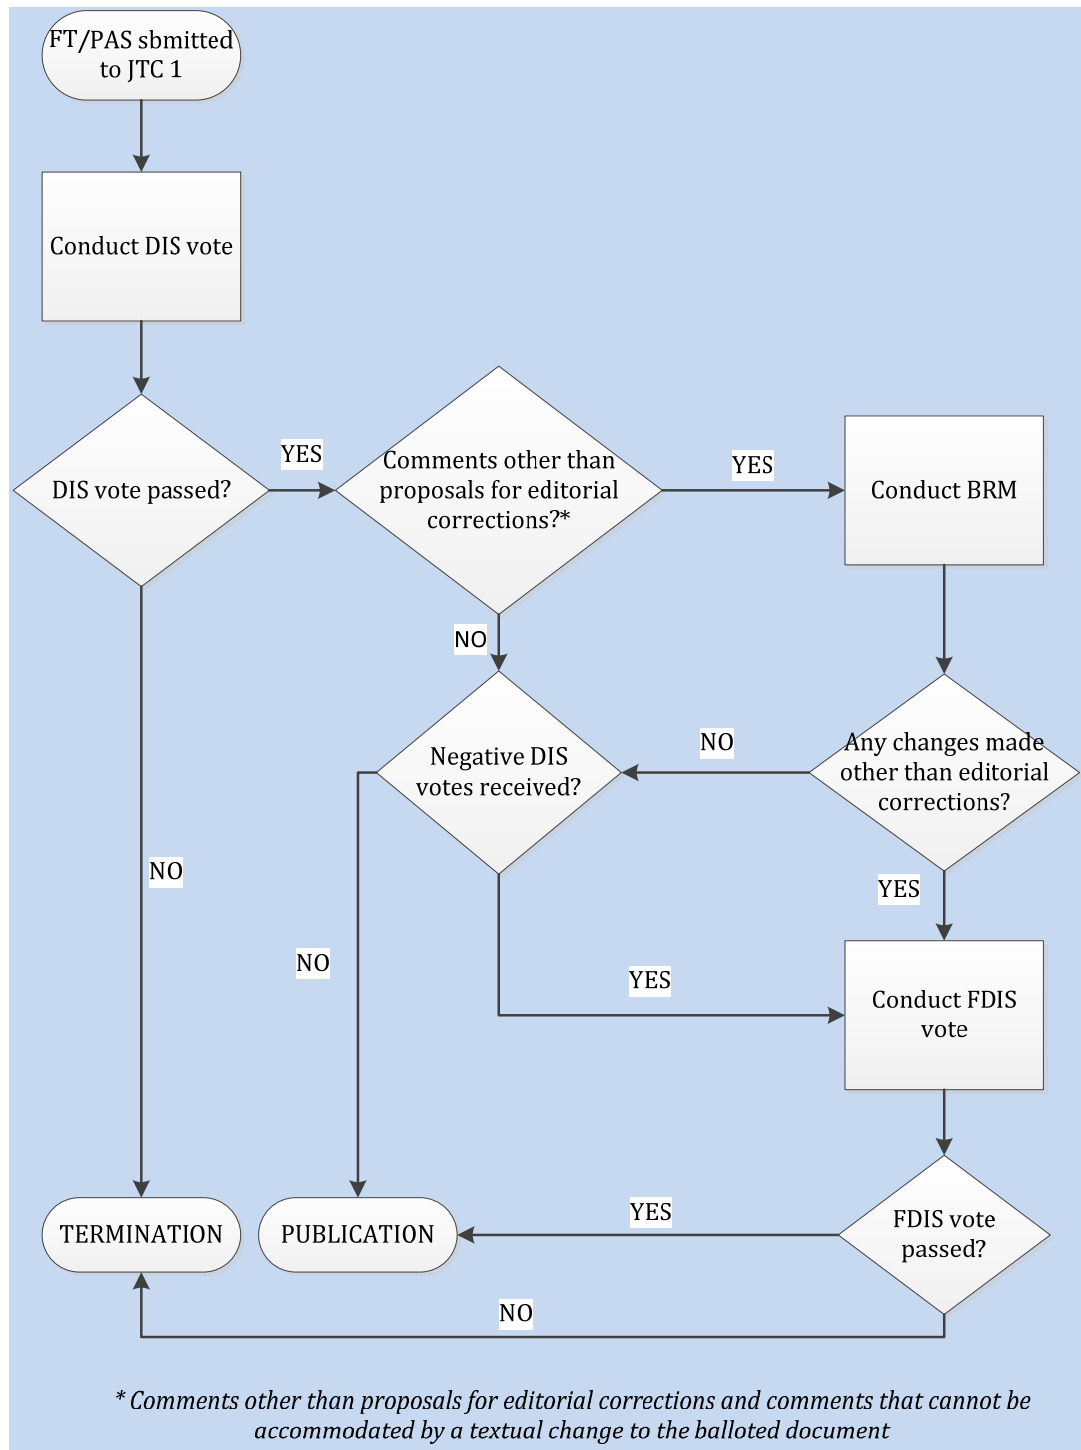 FT/PAS sbmitted
to JTC 1
Conduct DIS vote
DIS vote passed?
YES
Comments other than
proposals for editorial
corrections?*
YES
Conduct BRM
NO
Negative DIS
votes received?
NO
Any changes made
other than editorial
corrections?
NO
YES
NO
YES
Conduct FDIS
vote
TERMINATION
PUBLICATION
YES
FDIS vote
passed?
NO
* Comments other than proposals for editorial corrections and comments that cannot be
accommodated by a textual change to the balloted document